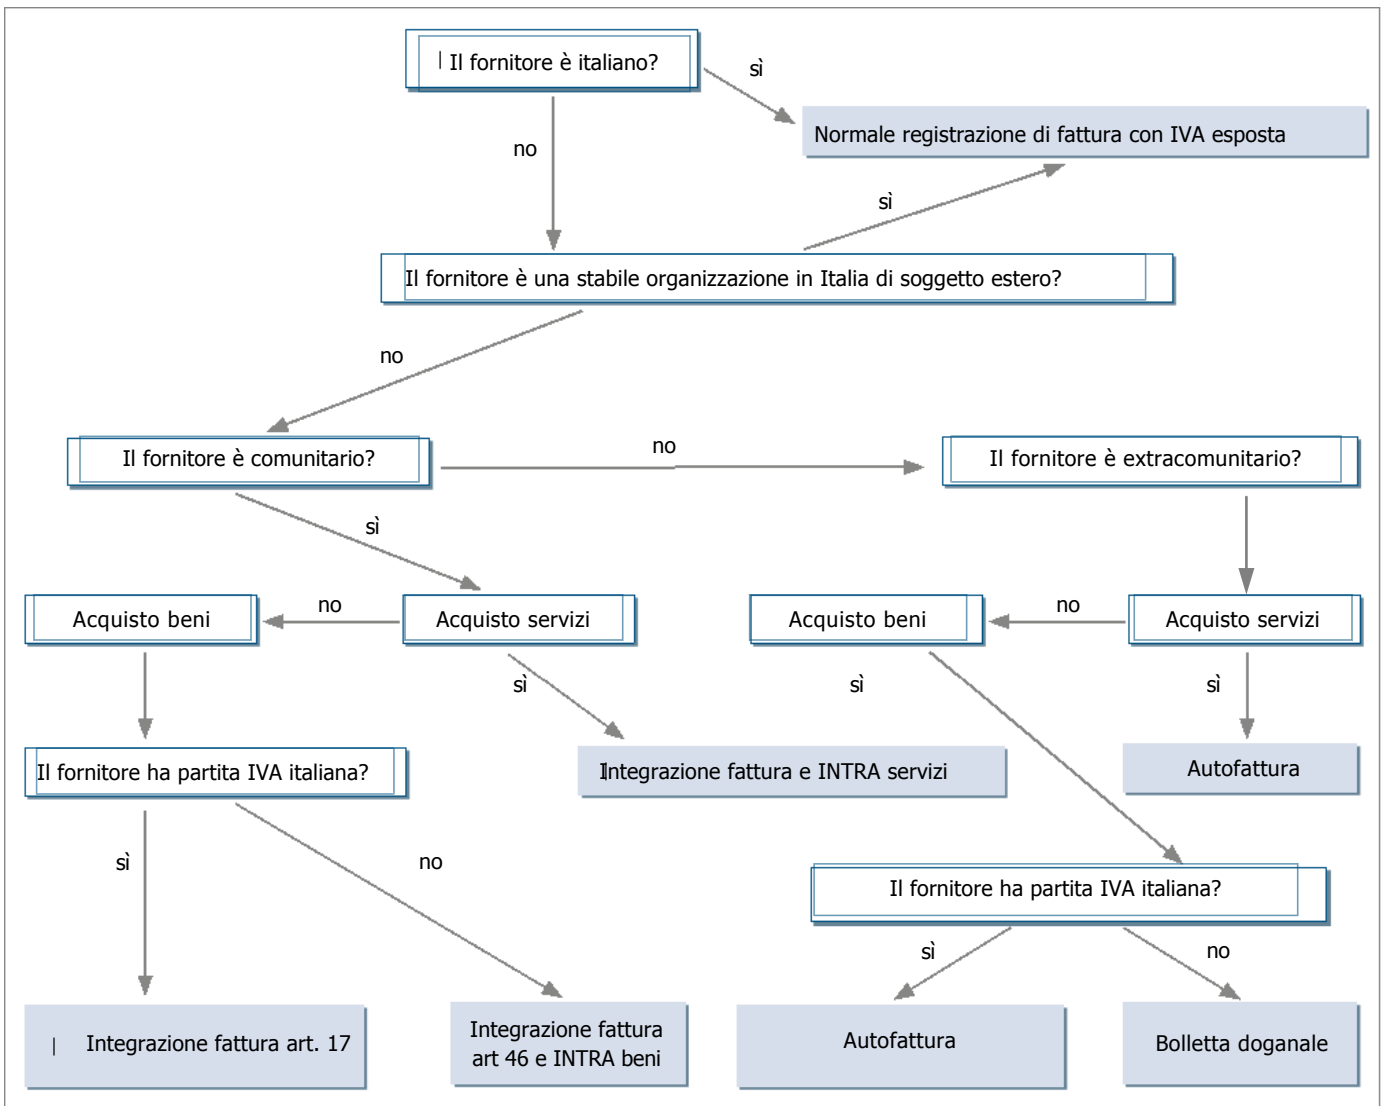 Il fornitore è italiano?
sì
Normale registrazione di fattura con IVA esposta
no
sì
Il fornitore è una stabile organizzazione in Italia di soggetto estero?
no
Il fornitore è comunitario?
no
Il fornitore è extracomunitario?
sì
Acquisto beni
no
Acquisto servizi
Acquisto beni
no
Acquisto servizi
sì
sì
sì
Il fornitore ha partita IVA italiana?
Integrazione fattura e INTRA servizi
Autofattura
sì
no
Il fornitore ha partita IVA italiana?
sì
no
Integrazione fattura art. 17
Integrazione fattura
art 46 e INTRA beni
Autofattura
Bolletta doganale